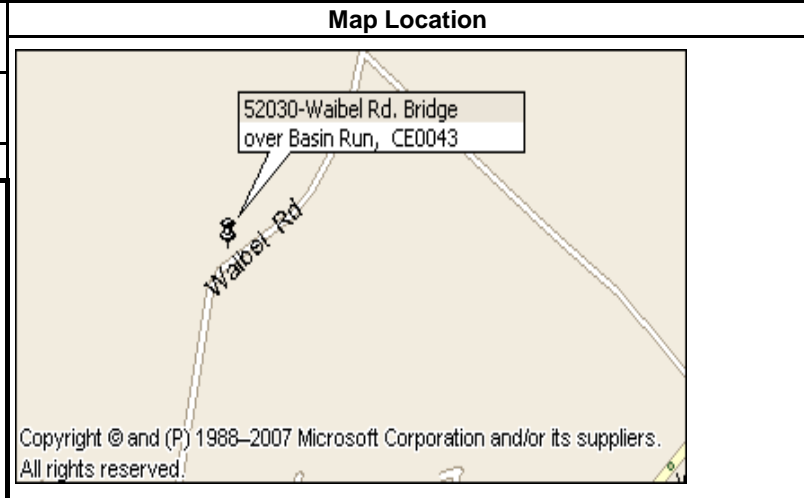 Map Location
52030-Waibel Rd. Bridge
over Basin Run, CE0043
Waibel Rd
Copyright © and (P) 1988–2007 Microsoft Corporation and/or its suppliers.
All rights reserved.